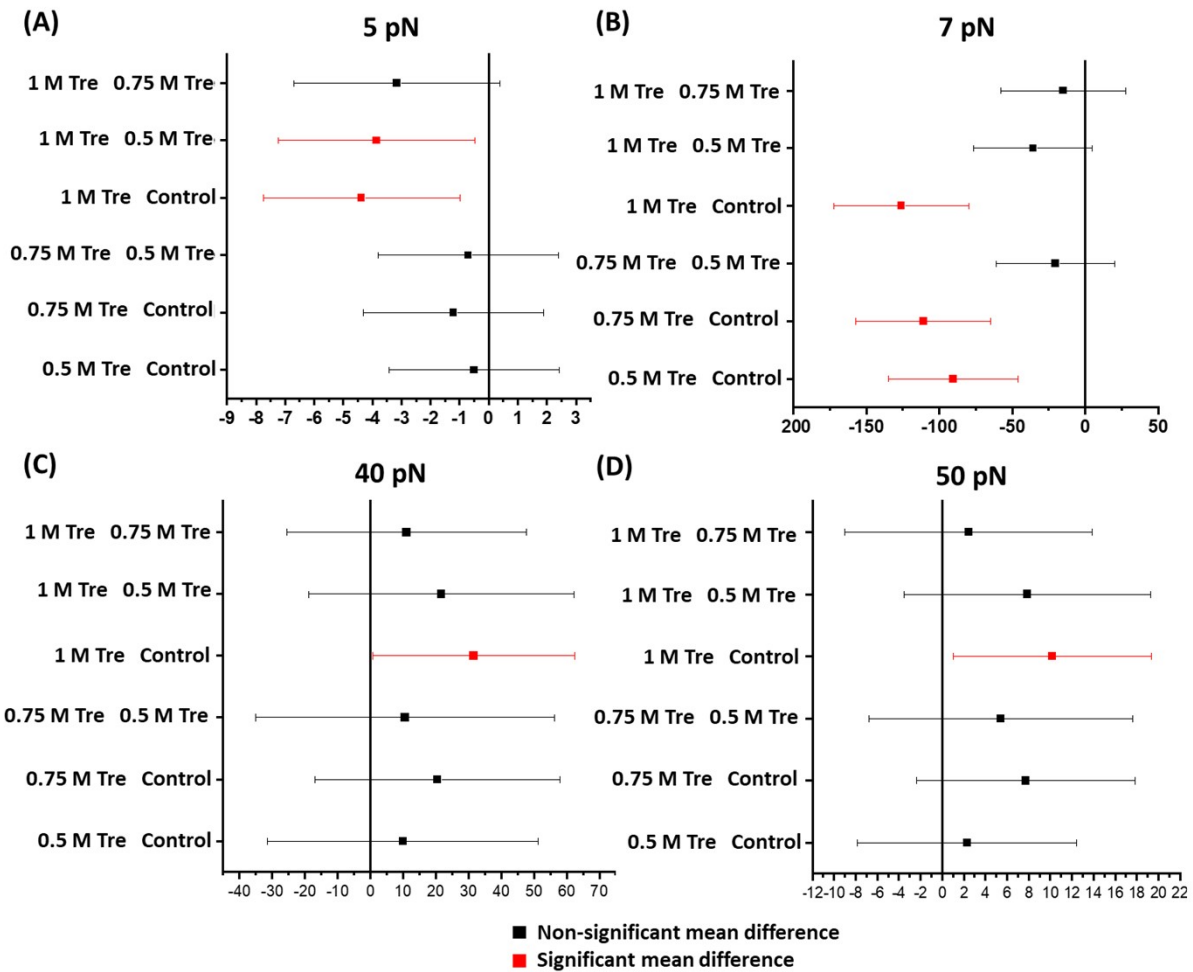 (A) 5 pN
1 M Tre 0.75 M Tre
1 M Tre 0.5 M Tre
1 M Tre Control
0.75 M Tre 0.5 M Tre
0.75 M Tre Control
0.5 M Tre Control
-9 -8 -7 -6 -5 -4 -3 -2 -1 0 1 2 3
(B) 7 pN
1 M Tre 0.75 M Tre
1 M Tre 0.5 M Tre
1 M Tre Control
0.75 M Tre 0.5 M Tre
0.75 M Tre Control
0.5 M Tre Control
200 -150 -100 -50 0 50
(C) 40 pN
1 M Tre 0.75 M Tre
1 M Tre 0.5 M Tre
1 M Tre Control
0.75 M Tre 0.5 M Tre
0.75 M Tre Control
0.5 M Tre Control
-40 -30 -20 -10 0 10 20 30 40 50 60 70
(D) 50 pN
1 M Tre 0.75 M Tre
1 M Tre 0.5 M Tre
1 M Tre Control
0.75 M Tre 0.5 M Tre
0.75 M Tre Control
0.5 M Tre Control
-12 -10 -8 -6 -4 -2 0 2 4 6 8 10 12 14 16 18 20 22
Non-significant mean difference
Significant mean difference